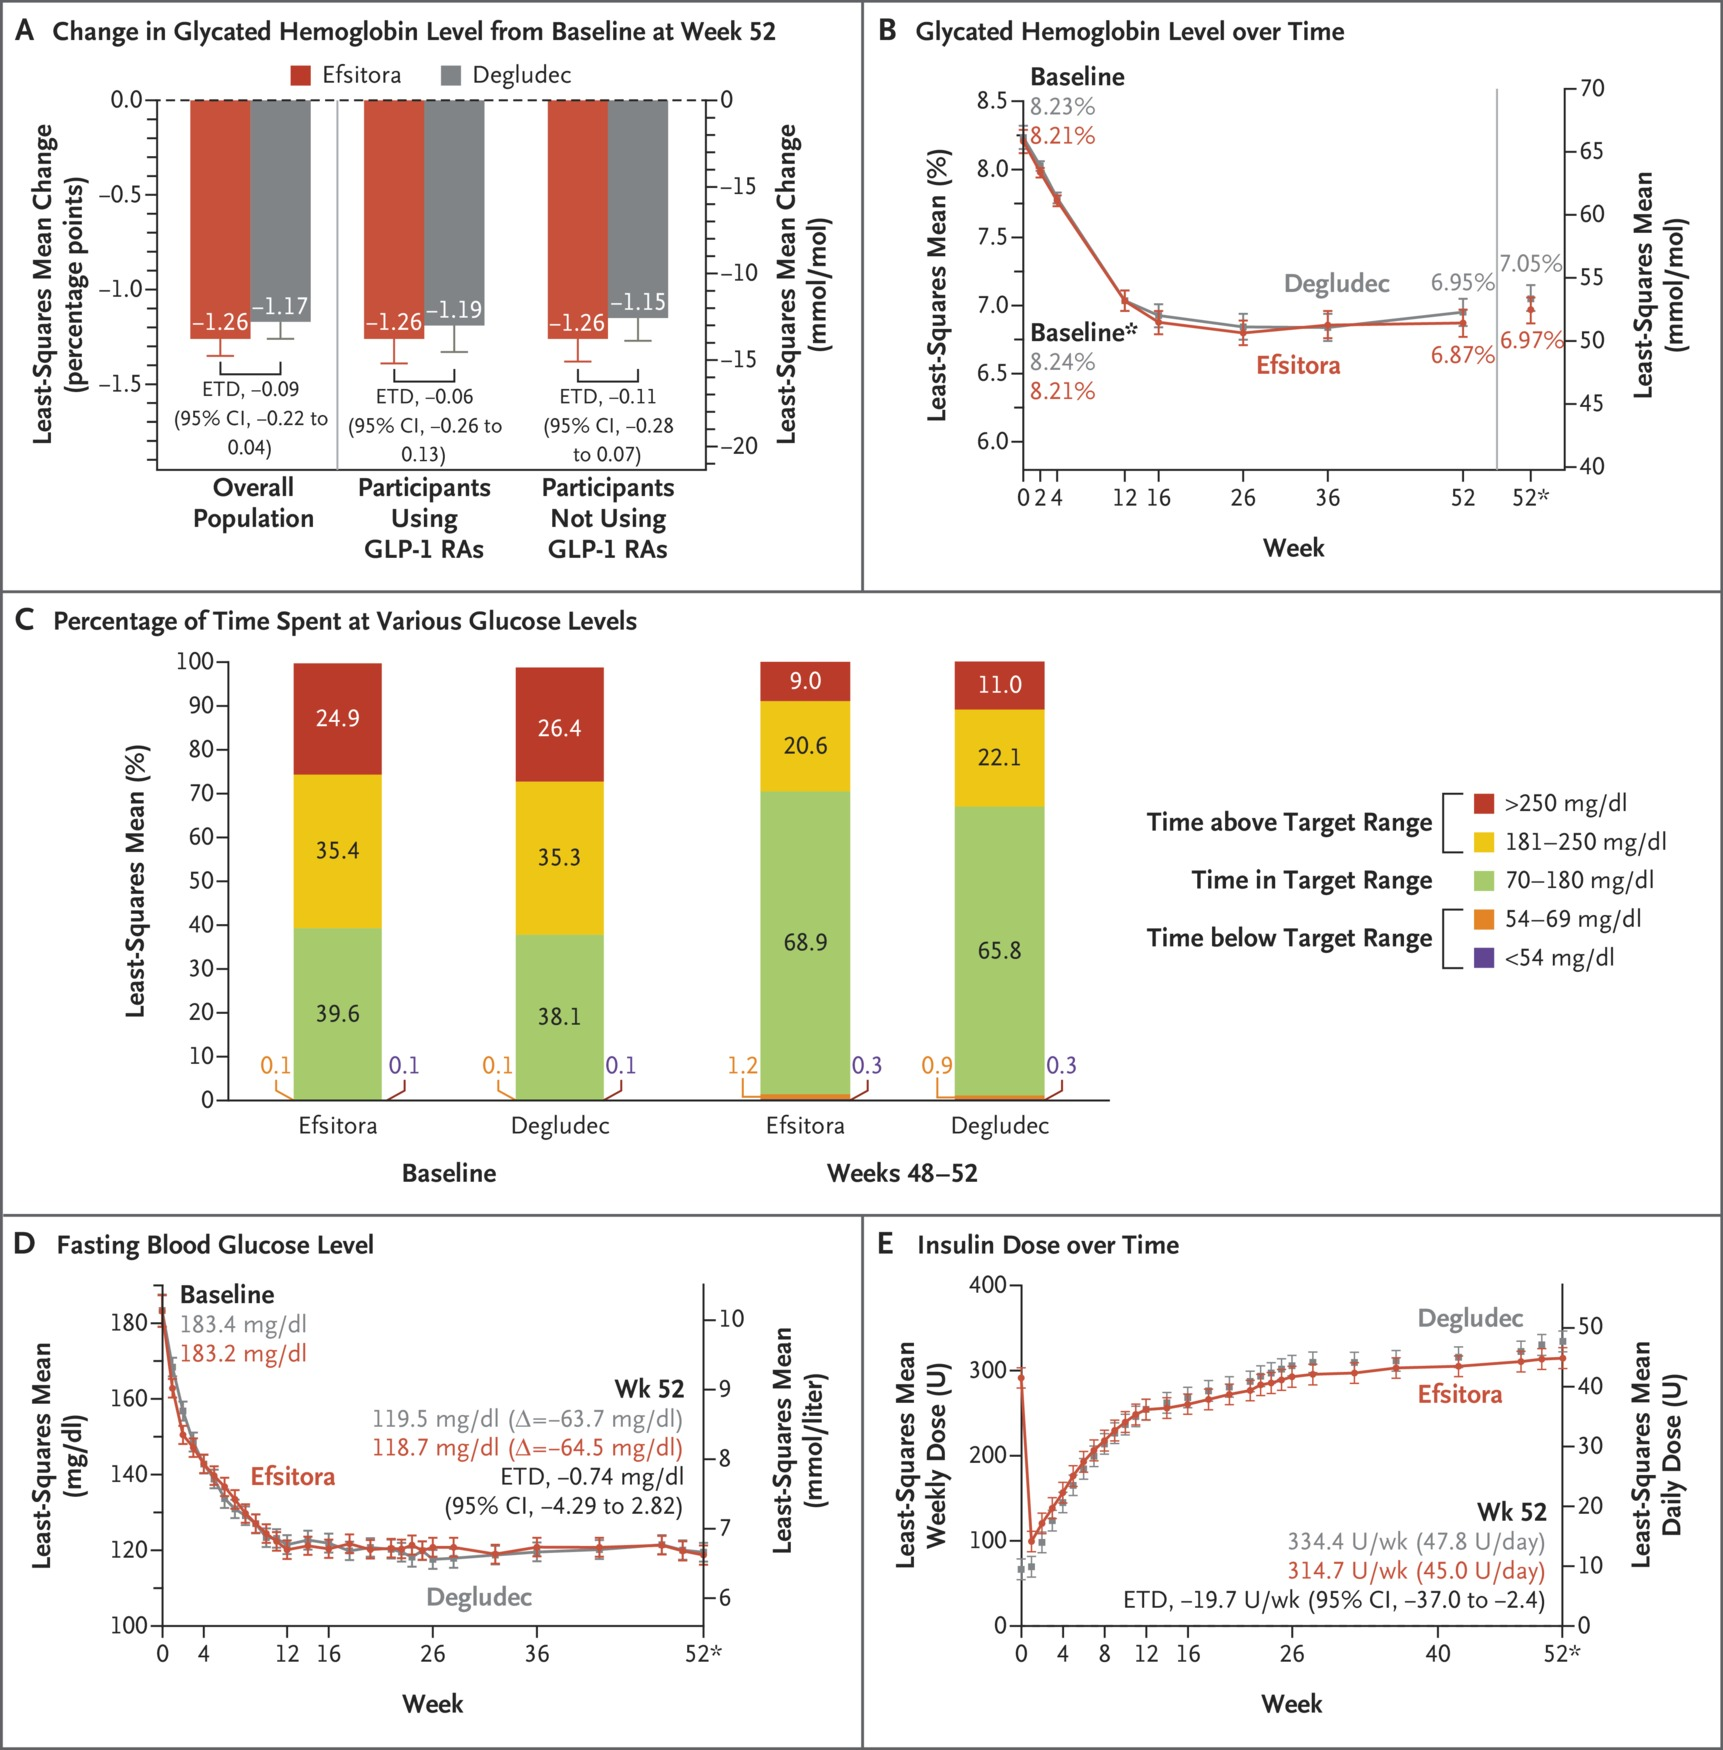 A Change in Glycated Hemoglobin Level from Baseline at Week 52
Efsitora Degludec
Least-Squares Mean Change
(percentage points)
0.0
−0.5
−1.0
−1.5
−1.26
−1.17
−1.26
−1.19
−1.26
−1.15
ETD, −0.09
(95% CI, −0.22 to
0.04)
ETD, −0.06
(95% CI, −0.26 to
0.13)
ETD, −0.11
(95% CI, −0.28
to 0.07)
0
−15
−10
−15
−20
Least-Squares Mean Change
(mmol/mol)
Overall
Population
Participants
Using
GLP-1 RAs
Participants
Not Using
GLP-1 RAs
B Glycated Hemoglobin Level over Time
Least-Squares Mean (%)
8.5
8.0
7.5
7.0
6.5
6.0
Baseline
8.23%
8.21%
Baseline*
8.24%
8.21%
Degludec
Efsitora
6.95%
6.87%
7.05%
6.97%
70
65
60
55
50
45
40
Least-Squares Mean
(mmol/mol)
0 2 4 12 16 26 36 52 52*
Week
C Percentage of Time Spent at Various Glucose Levels
Least-Squares Mean (%)
100
90
80
70
60
50
40
30
20
10
0
24.9
35.4
39.6
0.1 0.1
26.4
35.3
38.1
0.1 0.1
9.0
20.6
68.9
1.2 0.3
11.0
22.1
65.8
0.9 0.3
Efsitora Degludec Efsitora Degludec
Baseline Weeks 48–52
Time above Target Range
>250 mg/dl
181–250 mg/dl
Time in Target Range
70–180 mg/dl
Time below Target Range
54–69 mg/dl
<54 mg/dl
D Fasting Blood Glucose Level
Least-Squares Mean
(mg/dl)
180
160
140
120
100
Baseline
183.4 mg/dl
183.2 mg/dl
Wk 52
119.5 mg/dl (Δ=−63.7 mg/dl)
118.7 mg/dl (Δ=−64.5 mg/dl)
ETD, −0.74 mg/dl
(95% CI, −4.29 to 2.82)
Efsitora
Degludec
10
9
8
7
6
Least-Squares Mean
(mmol/liter)
0 4 12 16 26 36 52*
Week
E Insulin Dose over Time
Least-Squares Mean
Weekly Dose (U)
400
300
200
100
0
Degludec
Efsitora
Wk 52
334.4 U/wk (47.8 U/day)
314.7 U/wk (45.0 U/day)
ETD, −19.7 U/wk (95% CI, −37.0 to −2.4)
50
40
30
20
10
0
Least-Squares Mean
Daily Dose (U)
0 4 8 12 16 26 40 52*
Week